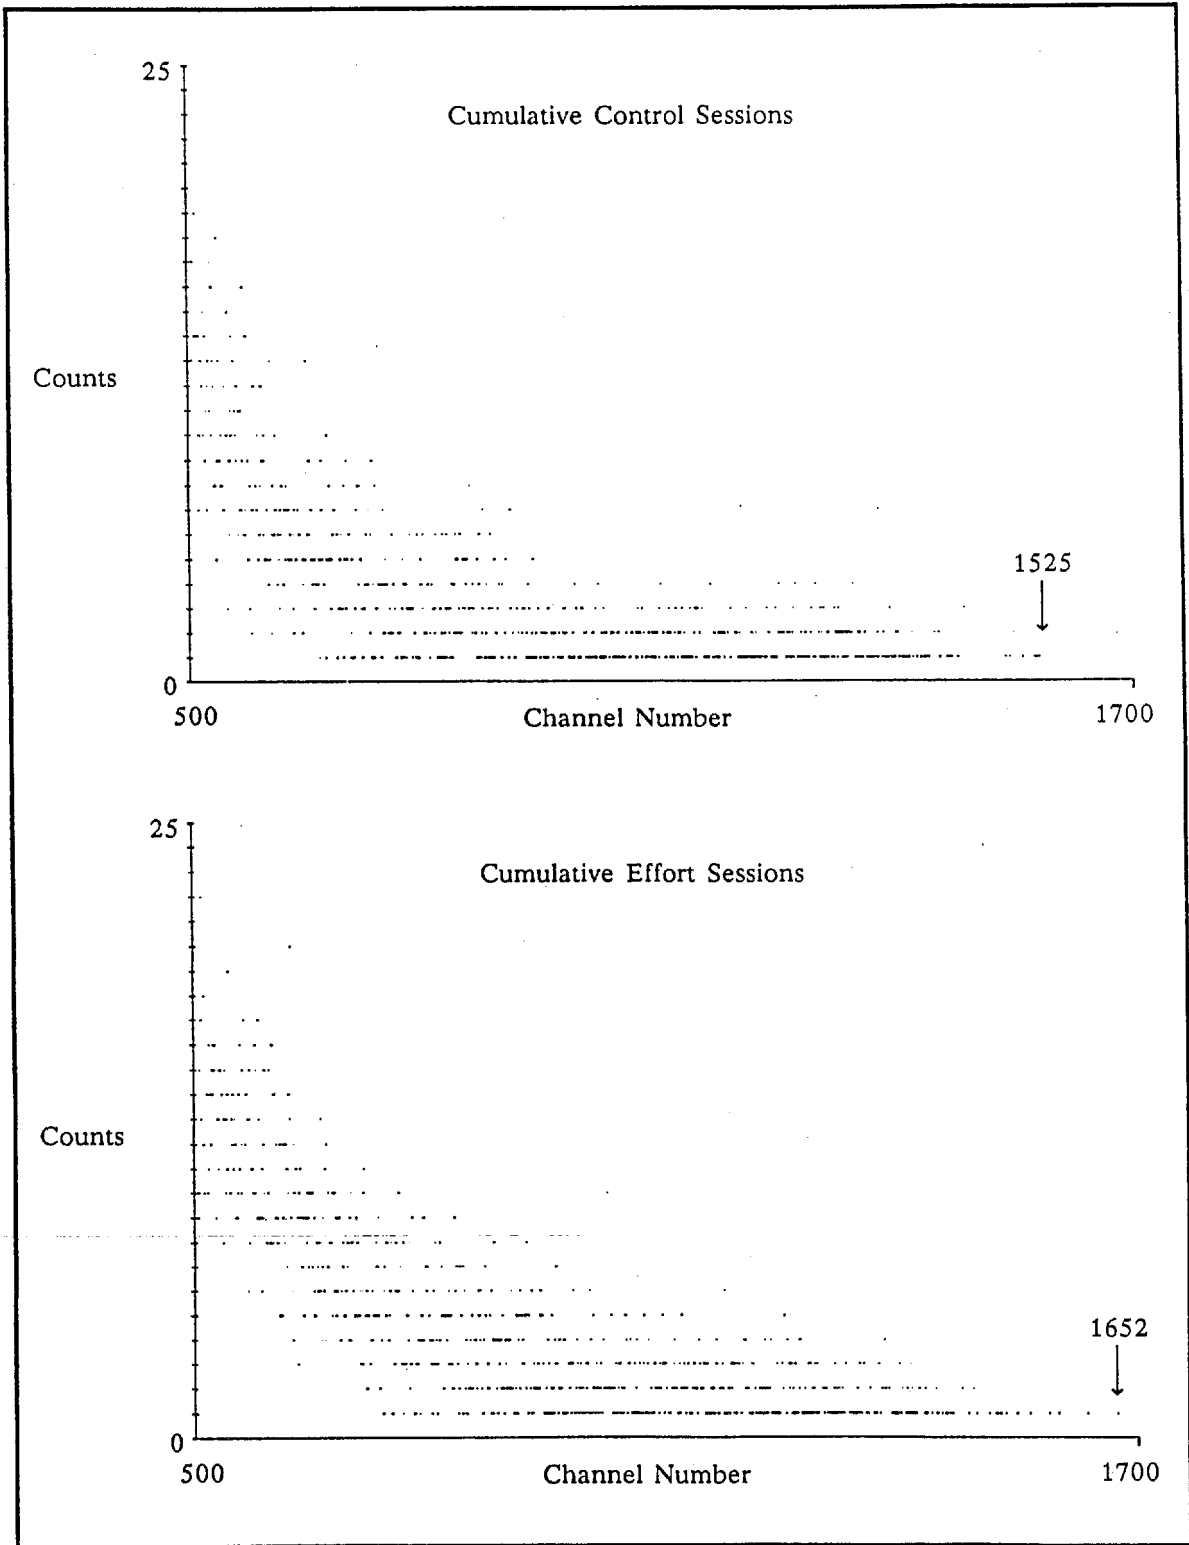 25
Cumulative Control Sessions
Counts
1525
0
500
Channel Number
1700
25
Cumulative Effort Sessions
Counts
1652
0
500
Channel Number
1700